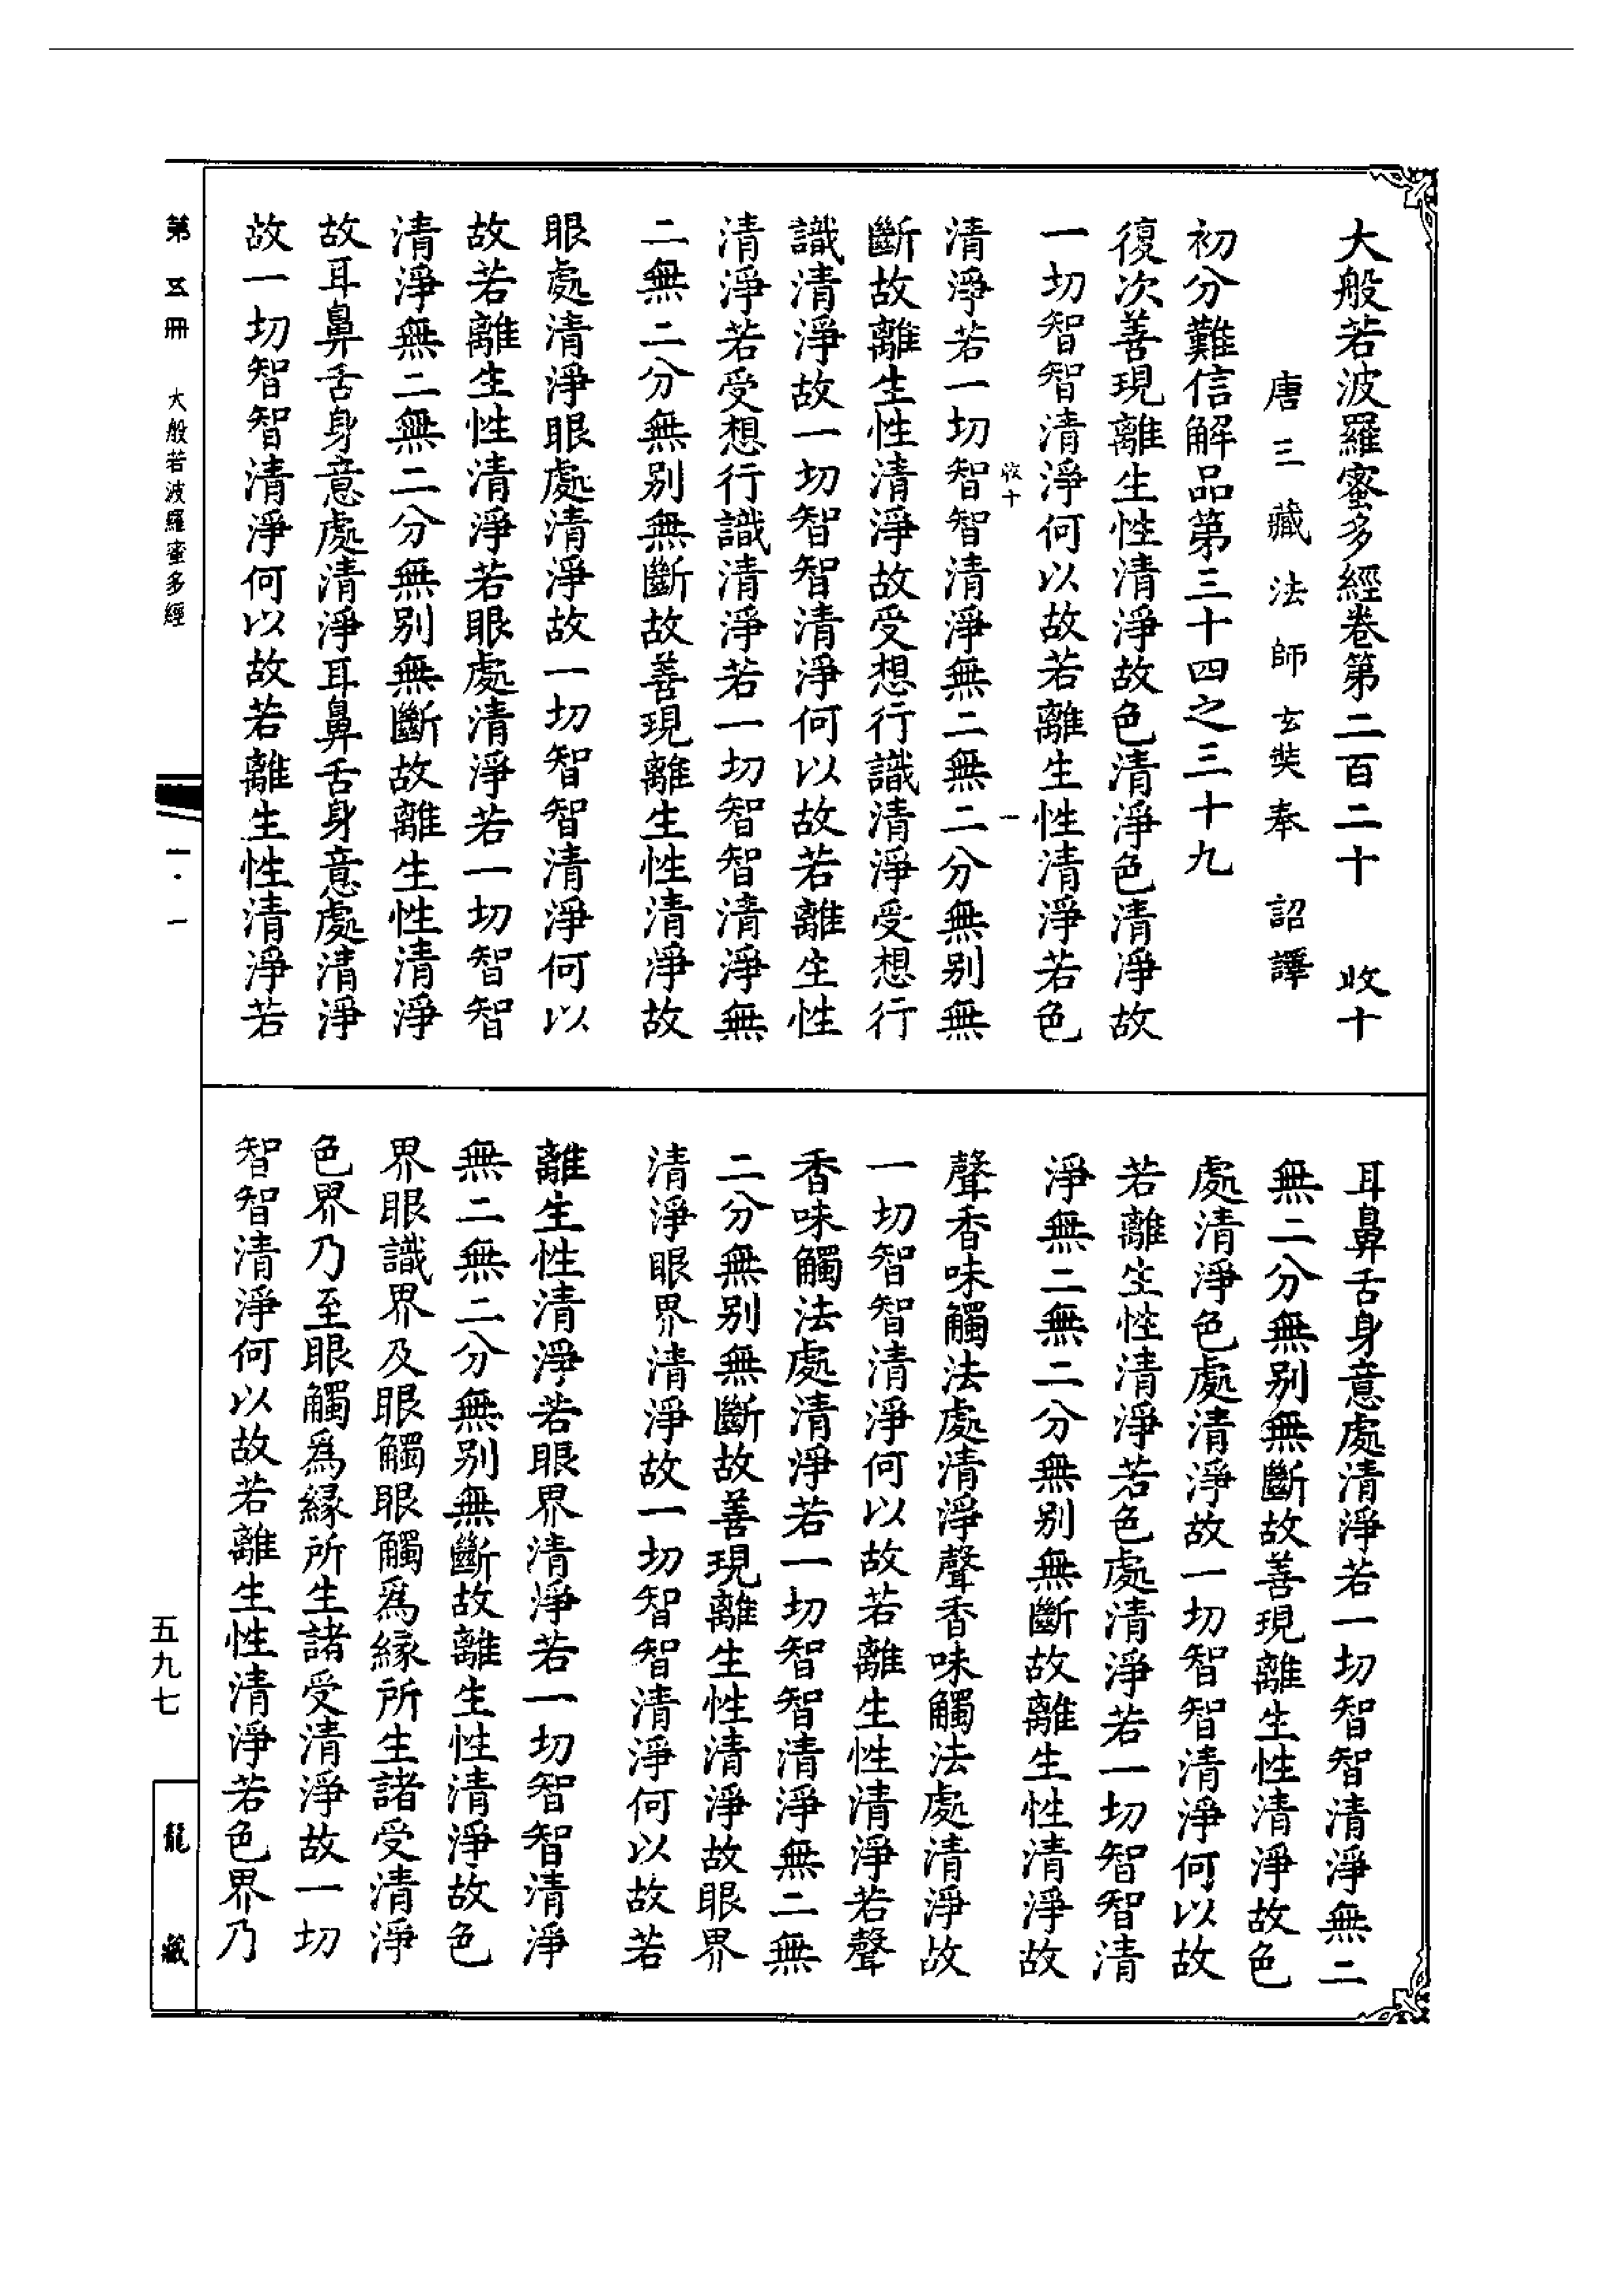 大般若波羅蜜多經卷第二百二十　收十
唐三藏法師玄奘奉　詔譯
初分難信解品第三十四之三十九
復次善現離生性清淨故色清淨色清淨故
一切智智清淨何以故若離生性清淨若色
收十　一
清淨若一切智智清淨無二無二分無别無
斷故離生性清淨故受想行識清淨受想行
識清淨故一切智智清淨何以故若離生性
清淨若受想行識清淨若一切智智清淨無
二無二分無别無斷故善現離生性清淨故
眼處清淨眼處清淨故一切智智清淨何以
故若離生性清淨若眼處清淨若一切智智
清淨無二無二分無别無斷故離生性清淨
故耳鼻舌身意處清淨耳鼻舌身意處清淨
故一切智智清淨何以故若離生性清淨若
耳鼻舌身意處清淨若一切智智清淨無二
無二分無别無斷故善現離生性清淨故色
處清淨色處清淨故一切智智清淨何以故
若離生性清淨若色處清淨若一切智智清
淨無二無二分無别無斷故離生性清淨故
聲香味觸法處清淨聲香味觸法處清淨故
一切智智清淨何以故若離生性清淨若聲
香味觸法處清淨若一切智智清淨無二無
二分無别無斷故善現離生性清淨故眼界
清淨眼界清淨故一切智智清淨何以故若
離生性清淨若眼界清淨若一切智智清淨
無二無二分無别無斷故離生性清淨故色
界眼識界及眼觸眼觸爲緣所生諸受清淨
色界乃至眼觸爲緣所生諸受清淨故一切
智智清淨何以故若離生性清淨若色界乃
第五冊　大般若波羅蜜多經
一·一
五九七
龍藏